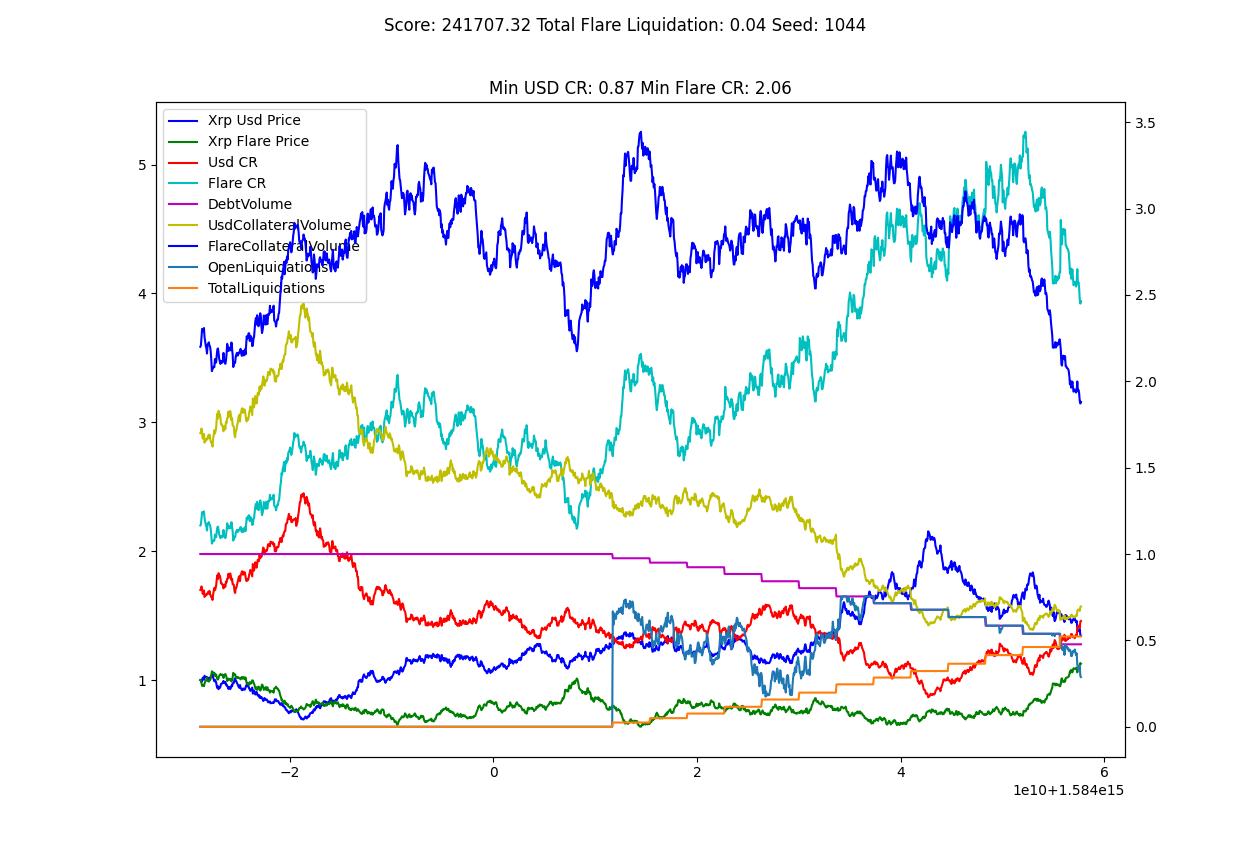 Score: 241707.32 Total Flare Liquidation: 0.04 Seed: 1044
Min USD CR: 0.87 Min Flare CR: 2.06
Xrp Usd Price
Xrp Flare Price
Usd CR
Flare CR
DebtVolume
UsdCollateralVolume
FlareCollateralVolume
OpenLiquidations
TotalLiquidations
5
4
3
2
1
3.5
3.0
2.5
2.0
1.5
1.0
0.5
0.0
−2
0
2
4
6
1e10+1.584e15